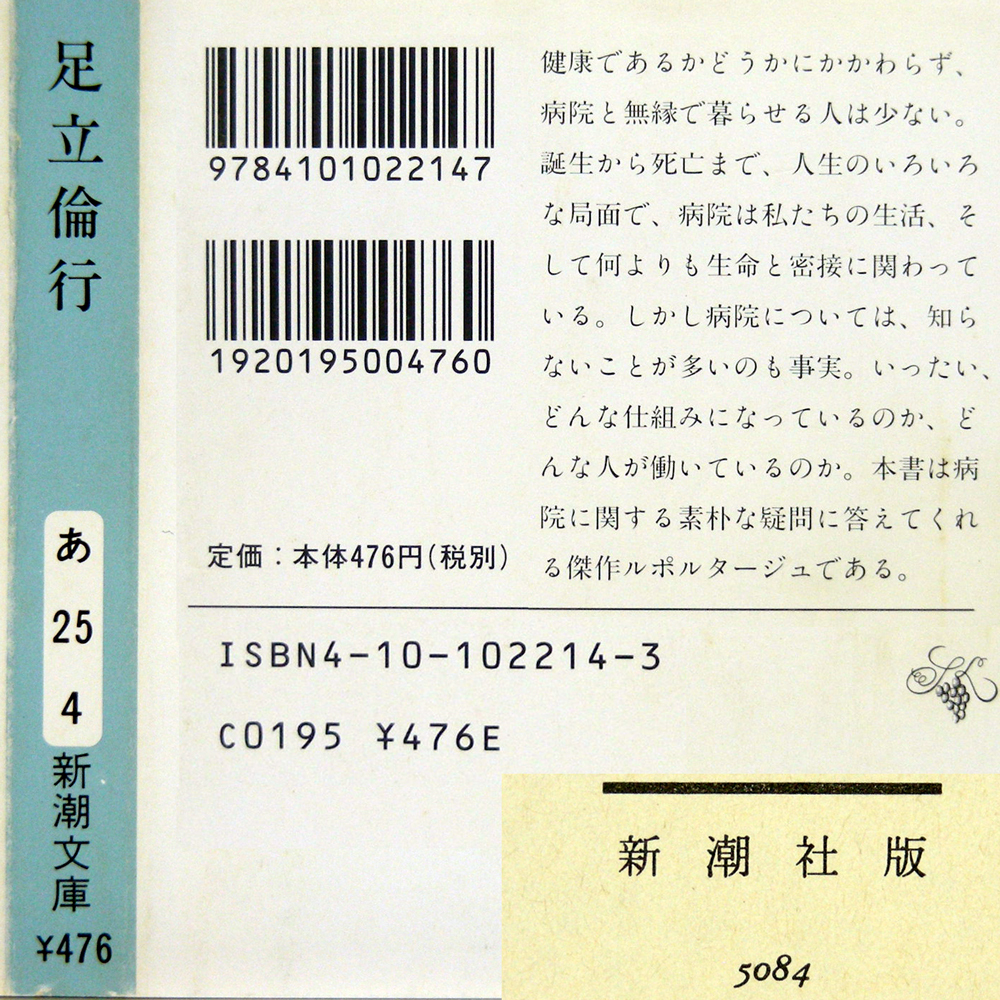 足立倫行
あ
25
4
新潮文庫
¥476
9784101022147
1920195004760
定価：本体476円(税別)
健康であるかどうかにかかわらず、
病院と無縁で暮らせる人は少ない。
誕生から死亡まで、人生のいろいろ
な局面で、病院は私たちの生活、そ
して何よりも生命と密接に関わって
いる。しかし病院については、知ら
ないことが多いのも事実。いったい、
どんな仕組みになっているのか、ど
んな人が働いているのか。本書は病
院に関する素朴な疑問に答えてくれ
る傑作ルポルタージュである。
ISBN4-10-102214-3
C0195 ¥476E
新潮社版
5084